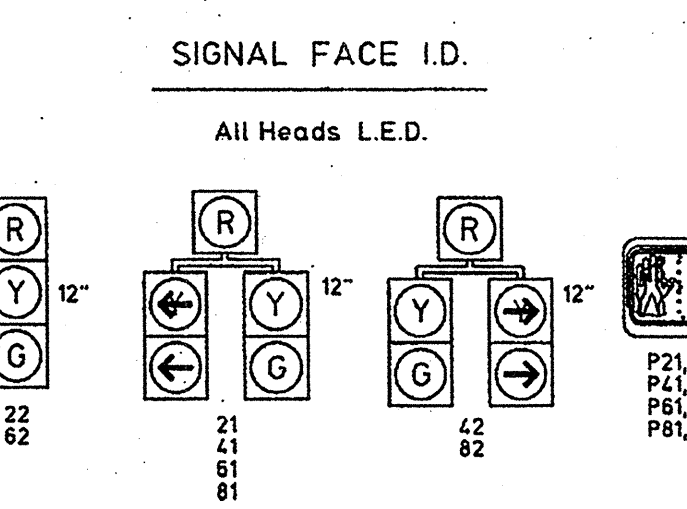 SIGNAL FACE I.D.
All Heads L.E.D.
R
Y
G
12"
22
62
R
Y
G
12"
21
41
61
81
R
Y
G
12"
42
82
P21,
P41,
P61,
P81,